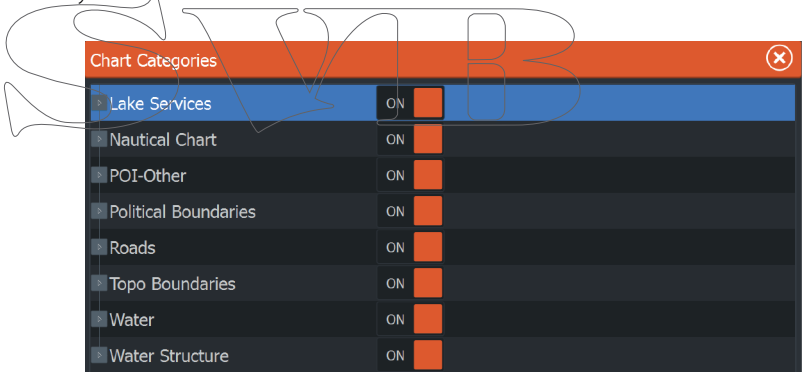 SVB
Chart Categories
Lake Services ON
Nautical Chart ON
POI-Other ON
Political Boundaries ON
Roads ON
Topo Boundaries ON
Water ON
Water Structure ON